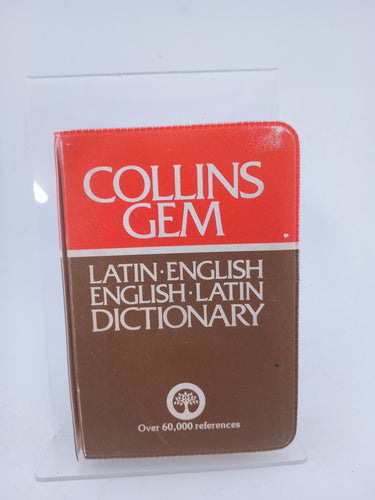 COLLINS
GEM
LATIN·ENGLISH
ENGLISH·LATIN
DICTIONARY
Over 60,000 references